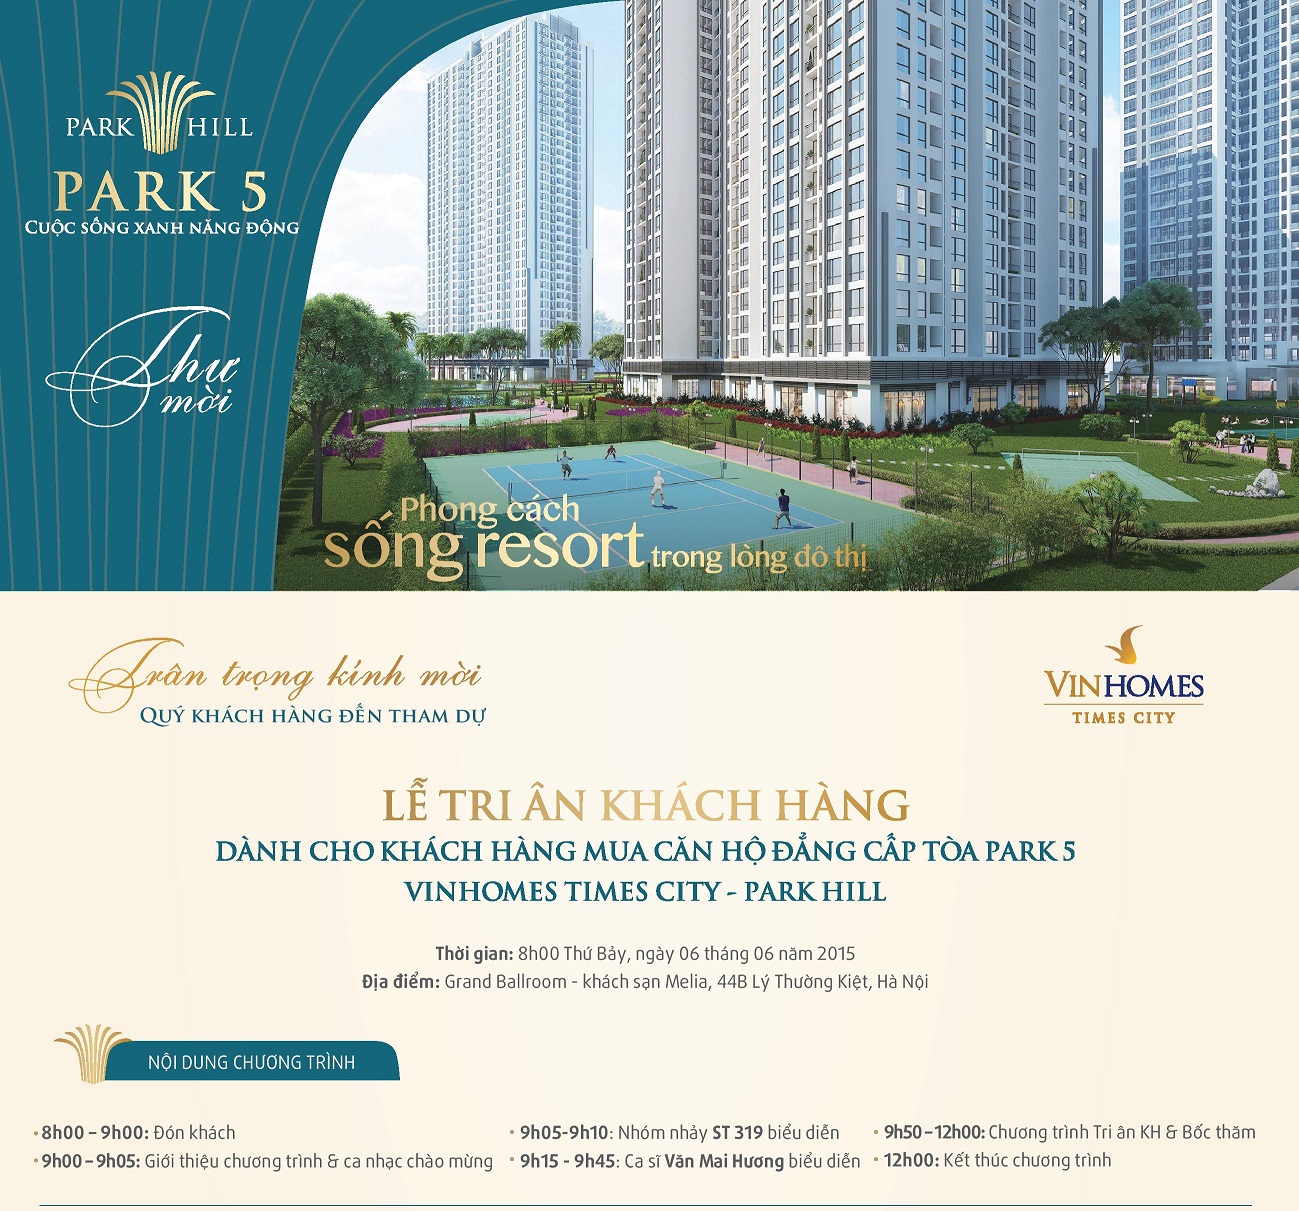 PARK HILL
PARK 5
CUỘC SỐNG XANH NĂNG ĐỘNG
Thư
mời
Phong cách
sống resort trong lòng đô thị
Trân trọng kính mời
QUÝ KHÁCH HÀNG ĐẾN THAM DỰ
VINHOMES
TIMES CITY
LỄ TRI ÂN KHÁCH HÀNG
DÀNH CHO KHÁCH HÀNG MUA CĂN HỘ ĐẲNG CẤP TÒA PARK 5
VINHOMES TIMES CITY - PARK HILL
Thời gian: 8h00 Thứ Bảy, ngày 06 tháng 06 năm 2015
Địa điểm: Grand Ballroom - khách sạn Melia, 44B Lý Thường Kiệt, Hà Nội
NỘI DUNG CHƯƠNG TRÌNH
• 8h00 – 9h00: Đón khách
• 9h00 – 9h05: Giới thiệu chương trình & ca nhạc chào mừng
• 9h05-9h10: Nhóm nhảy ST 319 biểu diễn
• 9h15 - 9h45: Ca sĩ Văn Mai Hương biểu diễn
• 9h50 – 12h00: Chương trình Tri ân KH & Bốc thăm
• 12h00: Kết thúc chương trình